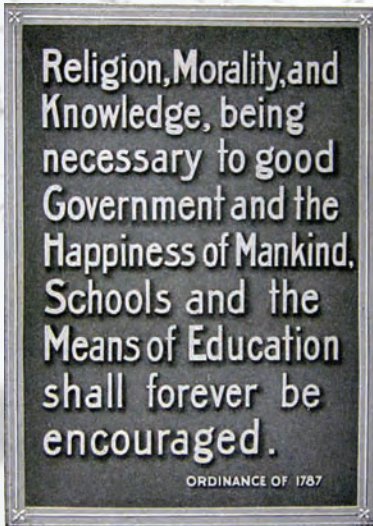 Religion, Morality, and
Knowledge, being
necessary to good
Government and the
Happiness of Mankind,
Schools and the
Means of Education
shall forever be
encouraged.
ORDINANCE OF 1787